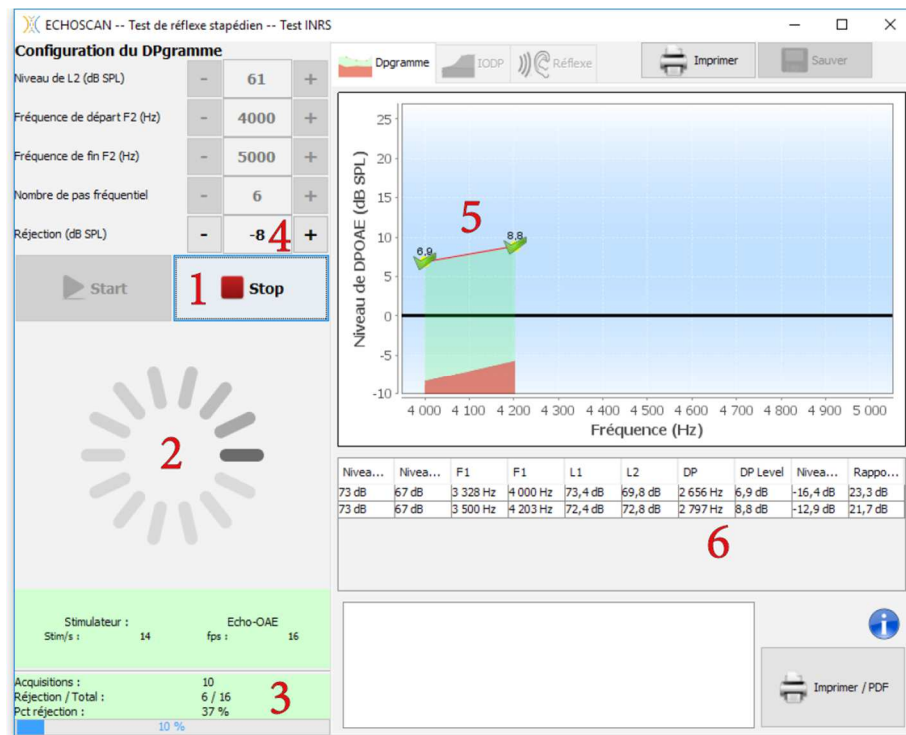 ECHOSCAN -- Test de réflexe stapédien -- Test INRS
Configuration du DPgramme
Niveau de L2 (dB SPL) - 61 +
Fréquence de départ F2 (Hz) - 4000 +
Fréquence de fin F2 (Hz) - 5000 +
Nombre de pas fréquentiel - 6 +
Réjection (dB SPL) - -8 4 +
Start 1 Stop
2
Stimulateur : Echo-OAE
Stim/s : 14 fps : 16
Acquisitions : 10
Réjection / Total : 6 / 16
Pct réjection : 37 %
3
10 %
Dpgramme IODP Réflexe Imprimer Sauver
Niveau de DPOAE (dB SPL)
25
20
15
10
5
0
-5
-10
5
6,9 8,8
4 000 4 100 4 200 4 300 4 400 4 500 4 600 4 700 4 800 4 900 5 000
Fréquence (Hz)
Nivea... Nivea... F1 F1 L1 L2 DP DP Level Nivea... Rappo...
73 dB 67 dB 3 328 Hz 4 000 Hz 73,4 dB 69,8 dB 2 656 Hz 6,9 dB -16,4 dB 23,3 dB
73 dB 67 dB 3 500 Hz 4 203 Hz 72,4 dB 72,8 dB 2 797 Hz 8,8 dB -12,9 dB 21,7 dB
6
i
Imprimer / PDF